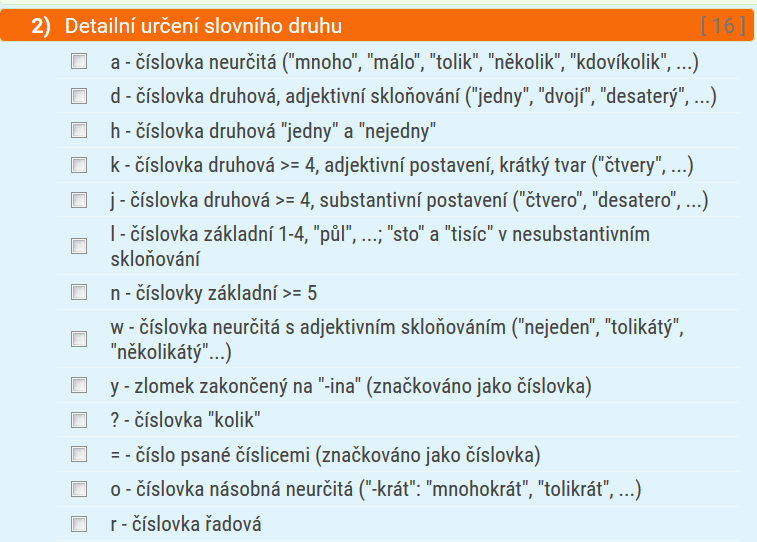 2) Detailní určení slovního druhu [ 16 ]
a - číslovka neurčitá ("mnoho", "málo", "tolik", "několik", "kdovíkolik", ...)
d - číslovka druhová, adjektivní skloňování ("jedny", "dvojí", "desaterý", ...)
h - číslovka druhová "jedny" a "nejedny"
k - číslovka druhová >= 4, adjektivní postavení, krátký tvar ("čtvery", ...)
j - číslovka druhová >= 4, substantivní postavení ("čtvero", "desatero", ...)
l - číslovka základní 1-4, "půl", ...; "sto" a "tisíc" v nesubstantivním
skloňování
n - číslovky základní >= 5
w - číslovka neurčitá s adjektivním skloňováním ("nejeden", "tolikátý",
"několikátý"...)
y - zlomek zakončený na "-ina" (značkováno jako číslovka)
? - číslovka "kolik"
= - číslo psané číslicemi (značkováno jako číslovka)
o - číslovka násobná neurčitá ("-krát": "mnohokrát", "tolikrát", ...)
r - číslovka řadová